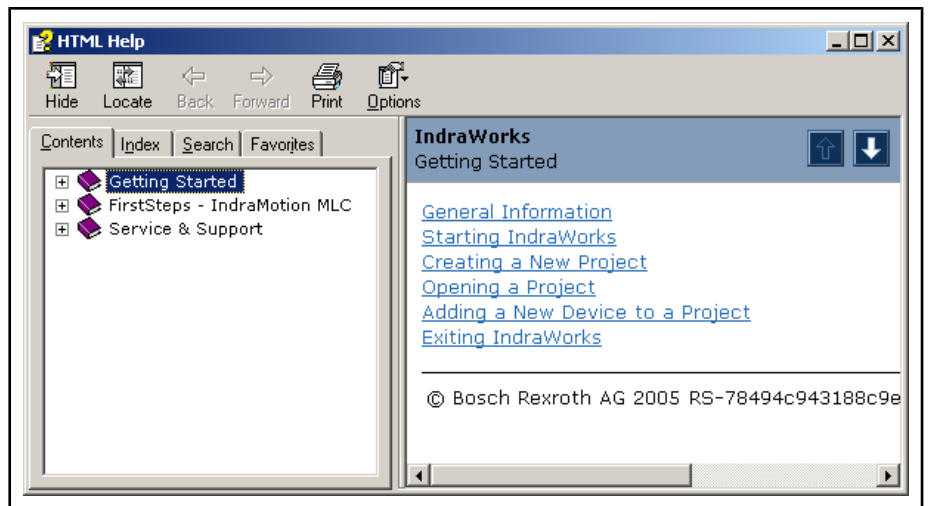 HTML Help
Hide Locate Back Forward Print Options
Contents Index Search Favorites
Getting Started
FirstSteps - IndraMotion MLC
Service & Support
IndraWorks
Getting Started
General Information
Starting IndraWorks
Creating a New Project
Opening a Project
Adding a New Device to a Project
Exiting IndraWorks
© Bosch Rexroth AG 2005 RS-78494c943188c9e